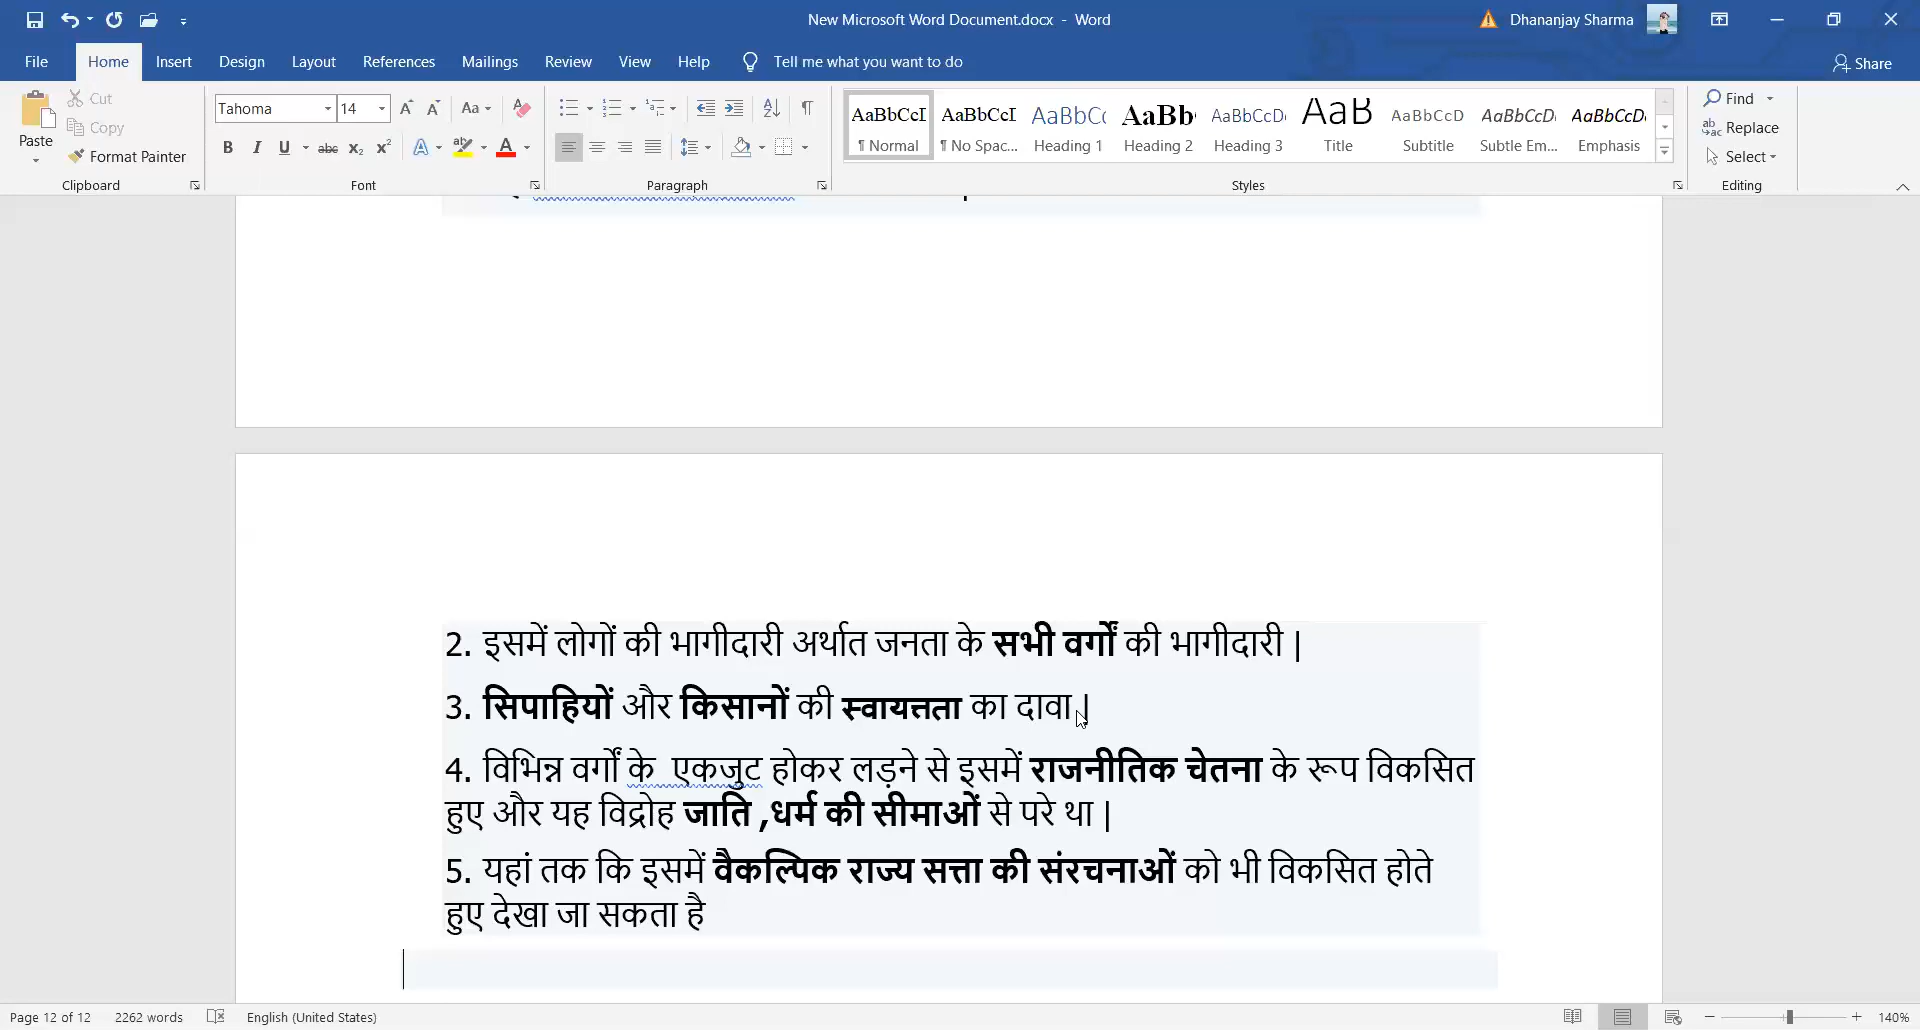 New Microsoft Word Document.docx - Word
Dhananjay Sharma
File Home Insert Design Layout References Mailings Review View Help Tell me what you want to do Share
Paste
Cut
Copy
Format Painter
Clipboard
Tahoma 14
Aa
B I U abc X₂ X²
A ab A
Font
Paragraph
AaBbCcI AaBbCcI AaBbCc AaBb AaBbCcD AaB AaBbCcD AaBbCcD AaBbCcD
¶ Normal ¶ No Spac... Heading 1 Heading 2 Heading 3 Title Subtitle Subtle Em... Emphasis
Styles
Find
Replace
Select
Editing
2. इसमें लोगों की भागीदारी अर्थात जनता के सभी वर्गों की भागीदारी |
3. सिपाहियों और किसानों की स्वायत्तता का दावा |
4. विभिन्न वर्गों के एकजुट होकर लड़ने से इसमें राजनीतिक चेतना के रूप विकसित
हुए और यह विद्रोह जाति ,धर्म की सीमाओं से परे था |
5. यहां तक कि इसमें वैकल्पिक राज्य सत्ता की संरचनाओं को भी विकसित होते
हुए देखा जा सकता है
Page 12 of 12 2262 words English (United States) 140%